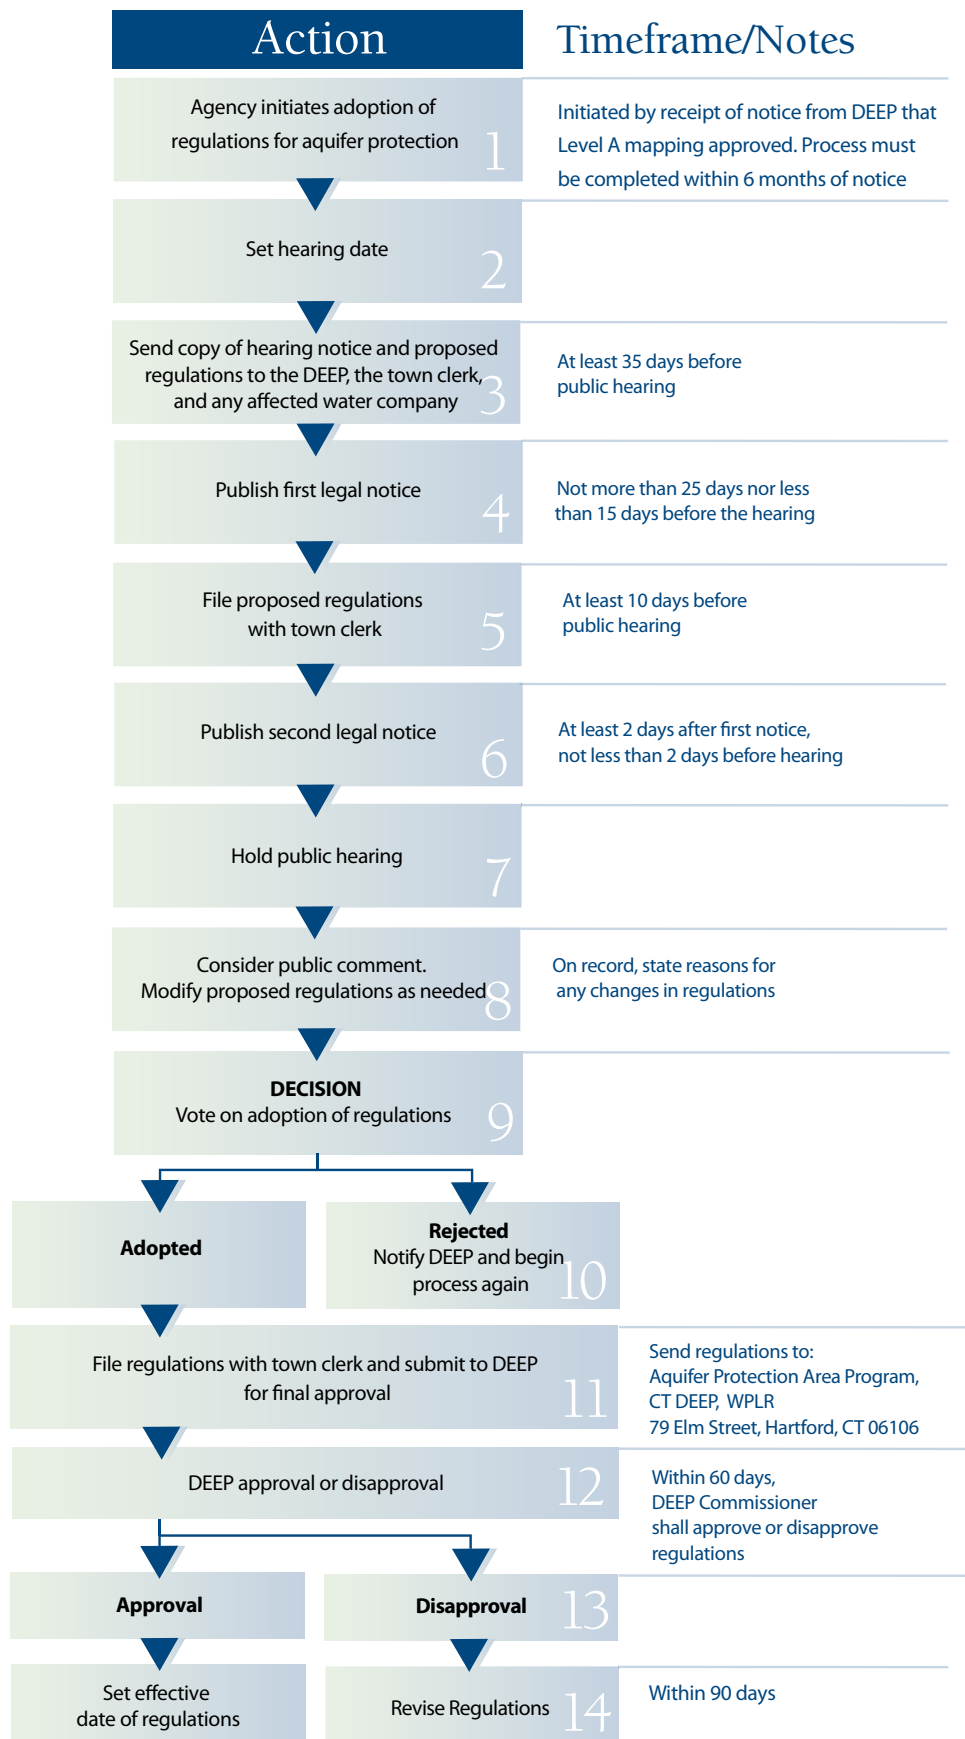 Action
Timeframe/Notes
Agency initiates adoption of
regulations for aquifer protection
1
Initiated by receipt of notice from DEEP that
Level A mapping approved. Process must
be completed within 6 months of notice
Set hearing date
2
Send copy of hearing notice and proposed
regulations to the DEEP, the town clerk,
and any affected water company
3
At least 35 days before
public hearing
Publish first legal notice
4
Not more than 25 days nor less
than 15 days before the hearing
File proposed regulations
with town clerk
5
At least 10 days before
public hearing
Publish second legal notice
6
At least 2 days after first notice,
not less than 2 days before hearing
Hold public hearing
7
Consider public comment.
Modify proposed regulations as needed
8
On record, state reasons for
any changes in regulations
DECISION
Vote on adoption of regulations
9
Adopted
Rejected
Notify DEEP and begin
process again
10
File regulations with town clerk and submit to DEEP
for final approval
11
Send regulations to:
Aquifer Protection Area Program,
CT DEEP, WPLR
79 Elm Street, Hartford, CT 06106
DEEP approval or disapproval
12
Within 60 days,
DEEP Commissioner
shall approve or disapprove
regulations
Approval
Disapproval
13
Set effective
date of regulations
Revise Regulations
14
Within 90 days